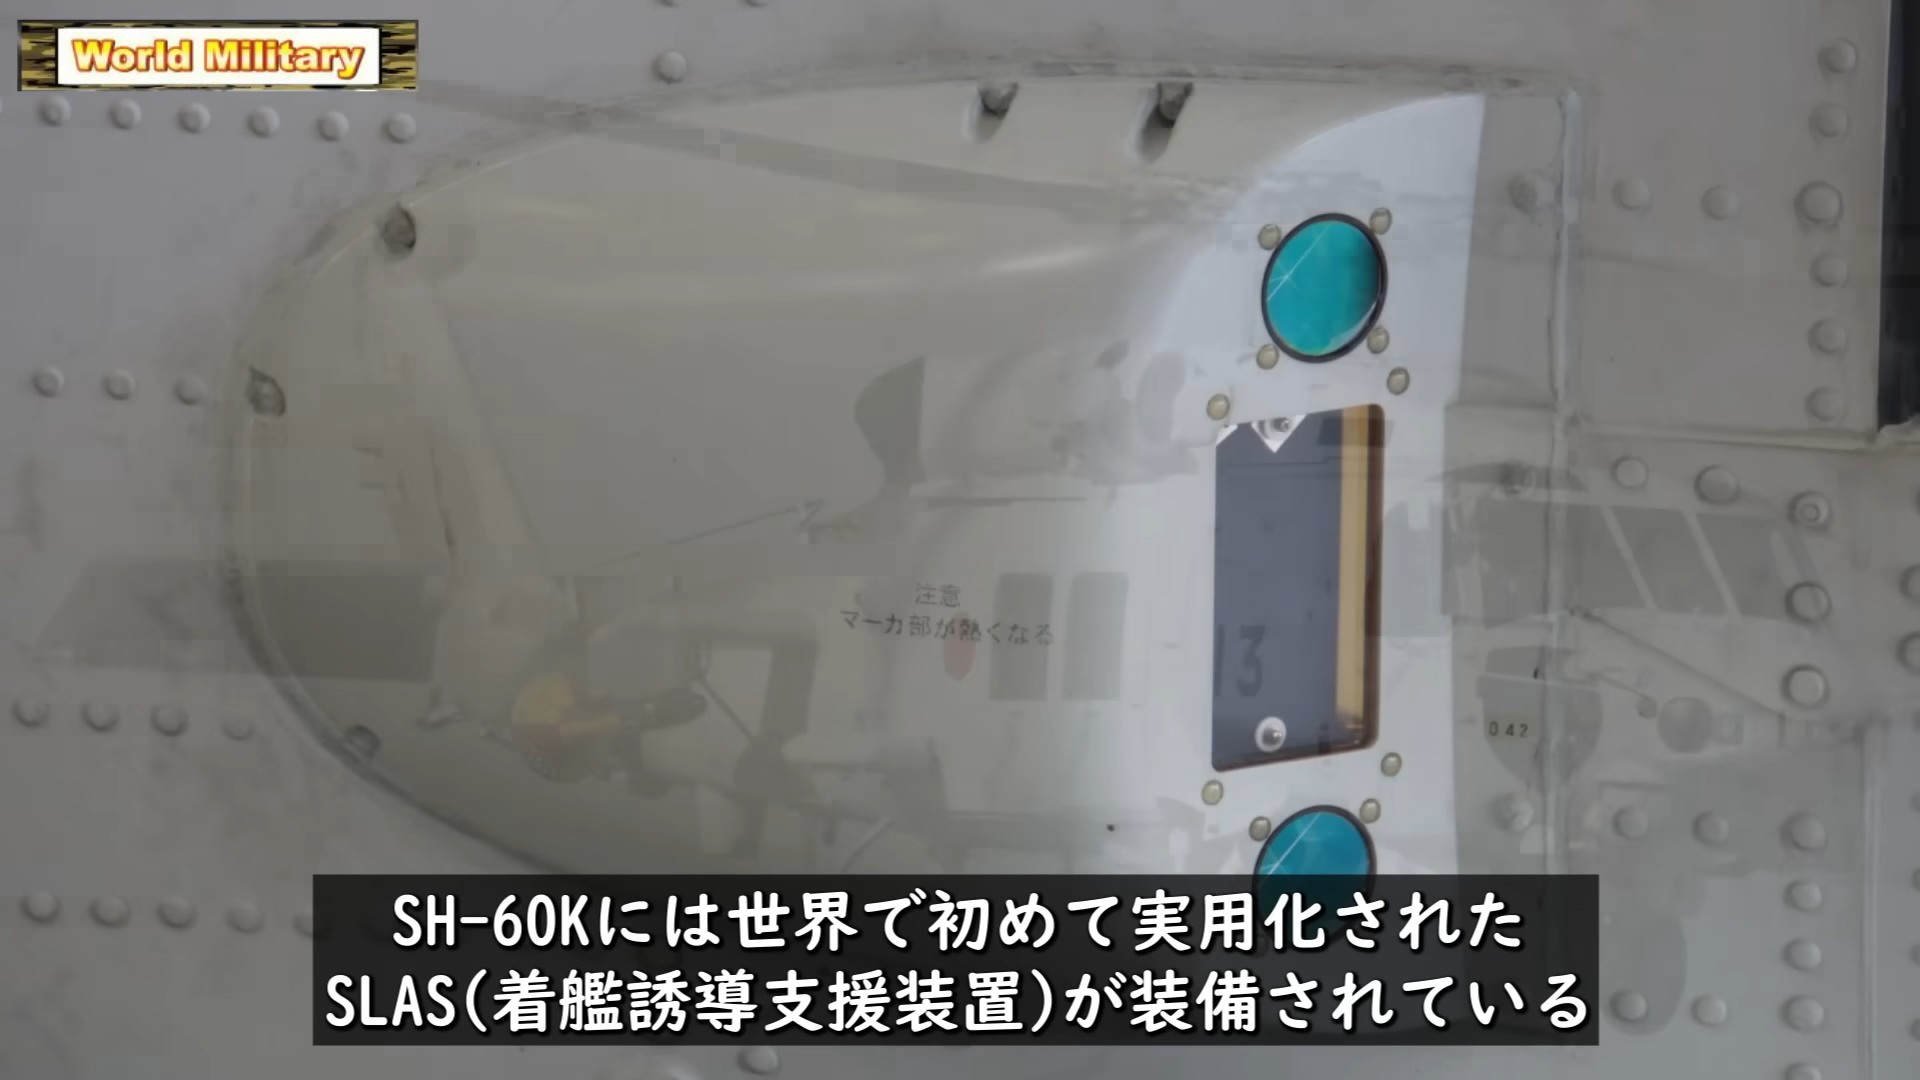 World Military
注意
マーカ部が熱くなる
13
042
SH-60Kには世界で初めて実用化された
SLAS(着艦誘導支援装置)が装備されている